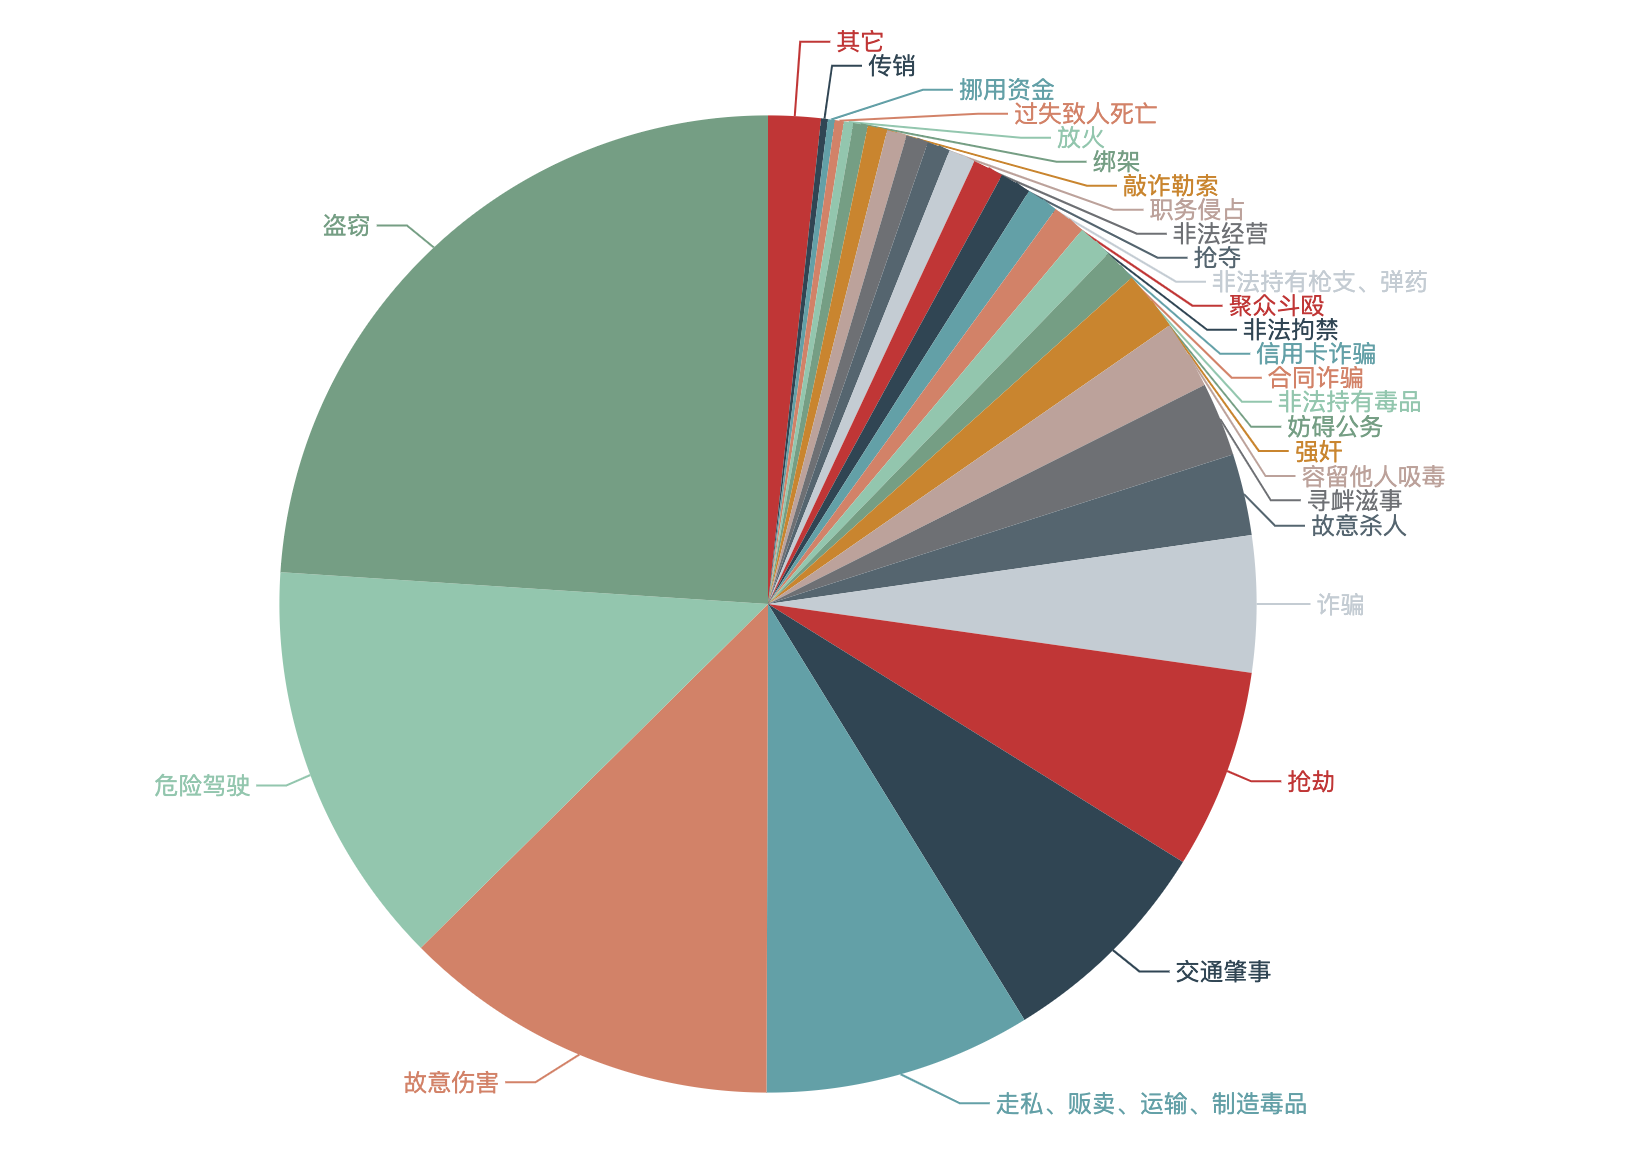 其它
传销
挪用资金
过失致人死亡
放火
绑架
敲诈勒索
职务侵占
盗窃
非法经营
抢夺
非法持有枪支、弹药
聚众斗殴
非法拘禁
信用卡诈骗
合同诈骗
非法持有毒品
妨碍公务
强奸
容留他人吸毒
寻衅滋事
故意杀人
诈骗
抢劫
危险驾驶
交通肇事
故意伤害
走私、贩卖、运输、制造毒品